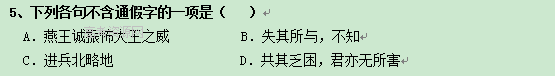 5、下列各句不含通假字的一项是（ ）
A．燕王诚振怖大王之威 B．失其所与，不知
C．进兵北略地 D．共其乏困，君亦无所害